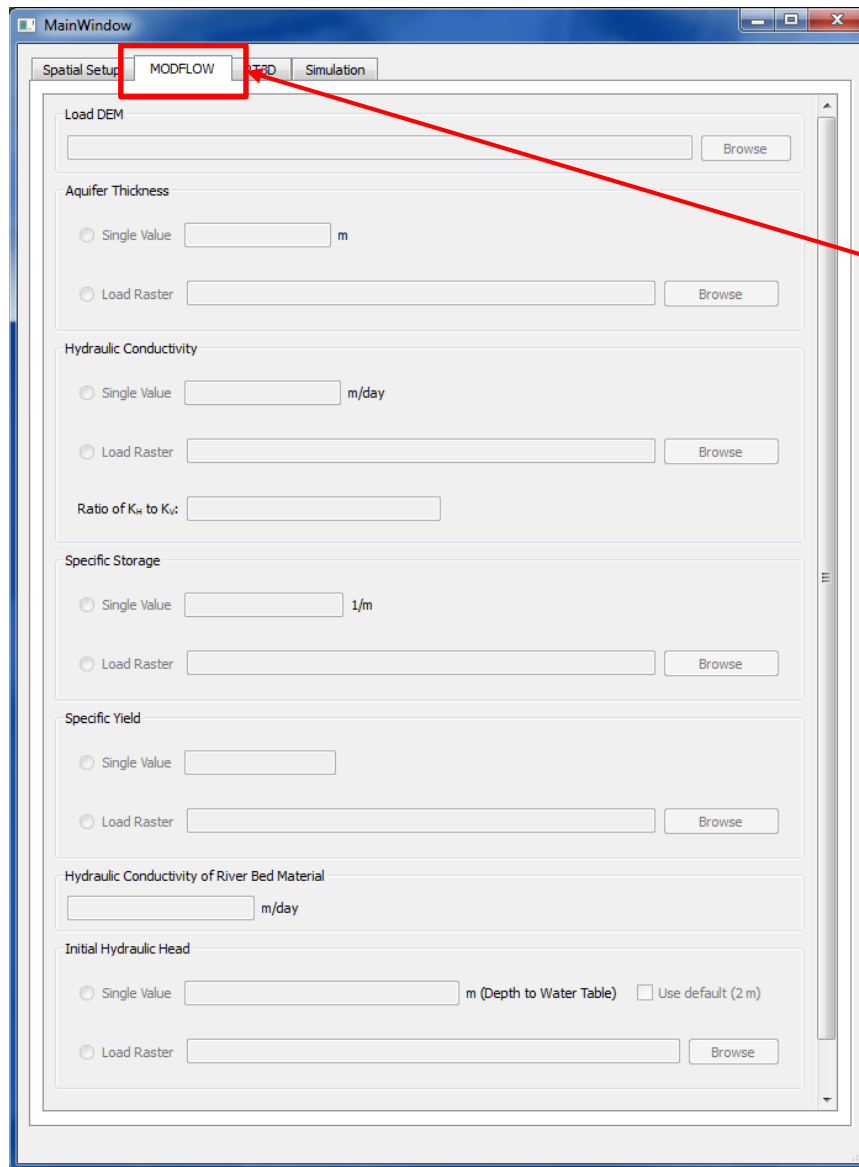 MainWindow
Spatial Setup MODFLOW Simulation
Load DEM
Browse
Aquifer Thickness
Single Value m
Load Raster Browse
Hydraulic Conductivity
Single Value m/day
Load Raster Browse
Ratio of K_H to K_V:
Specific Storage
Single Value 1/m
Load Raster Browse
Specific Yield
Single Value
Load Raster Browse
Hydraulic Conductivity of River Bed Material
m/day
Initial Hydraulic Head
Single Value m (Depth to Water Table) Use default (2 m)
Load Raster Browse